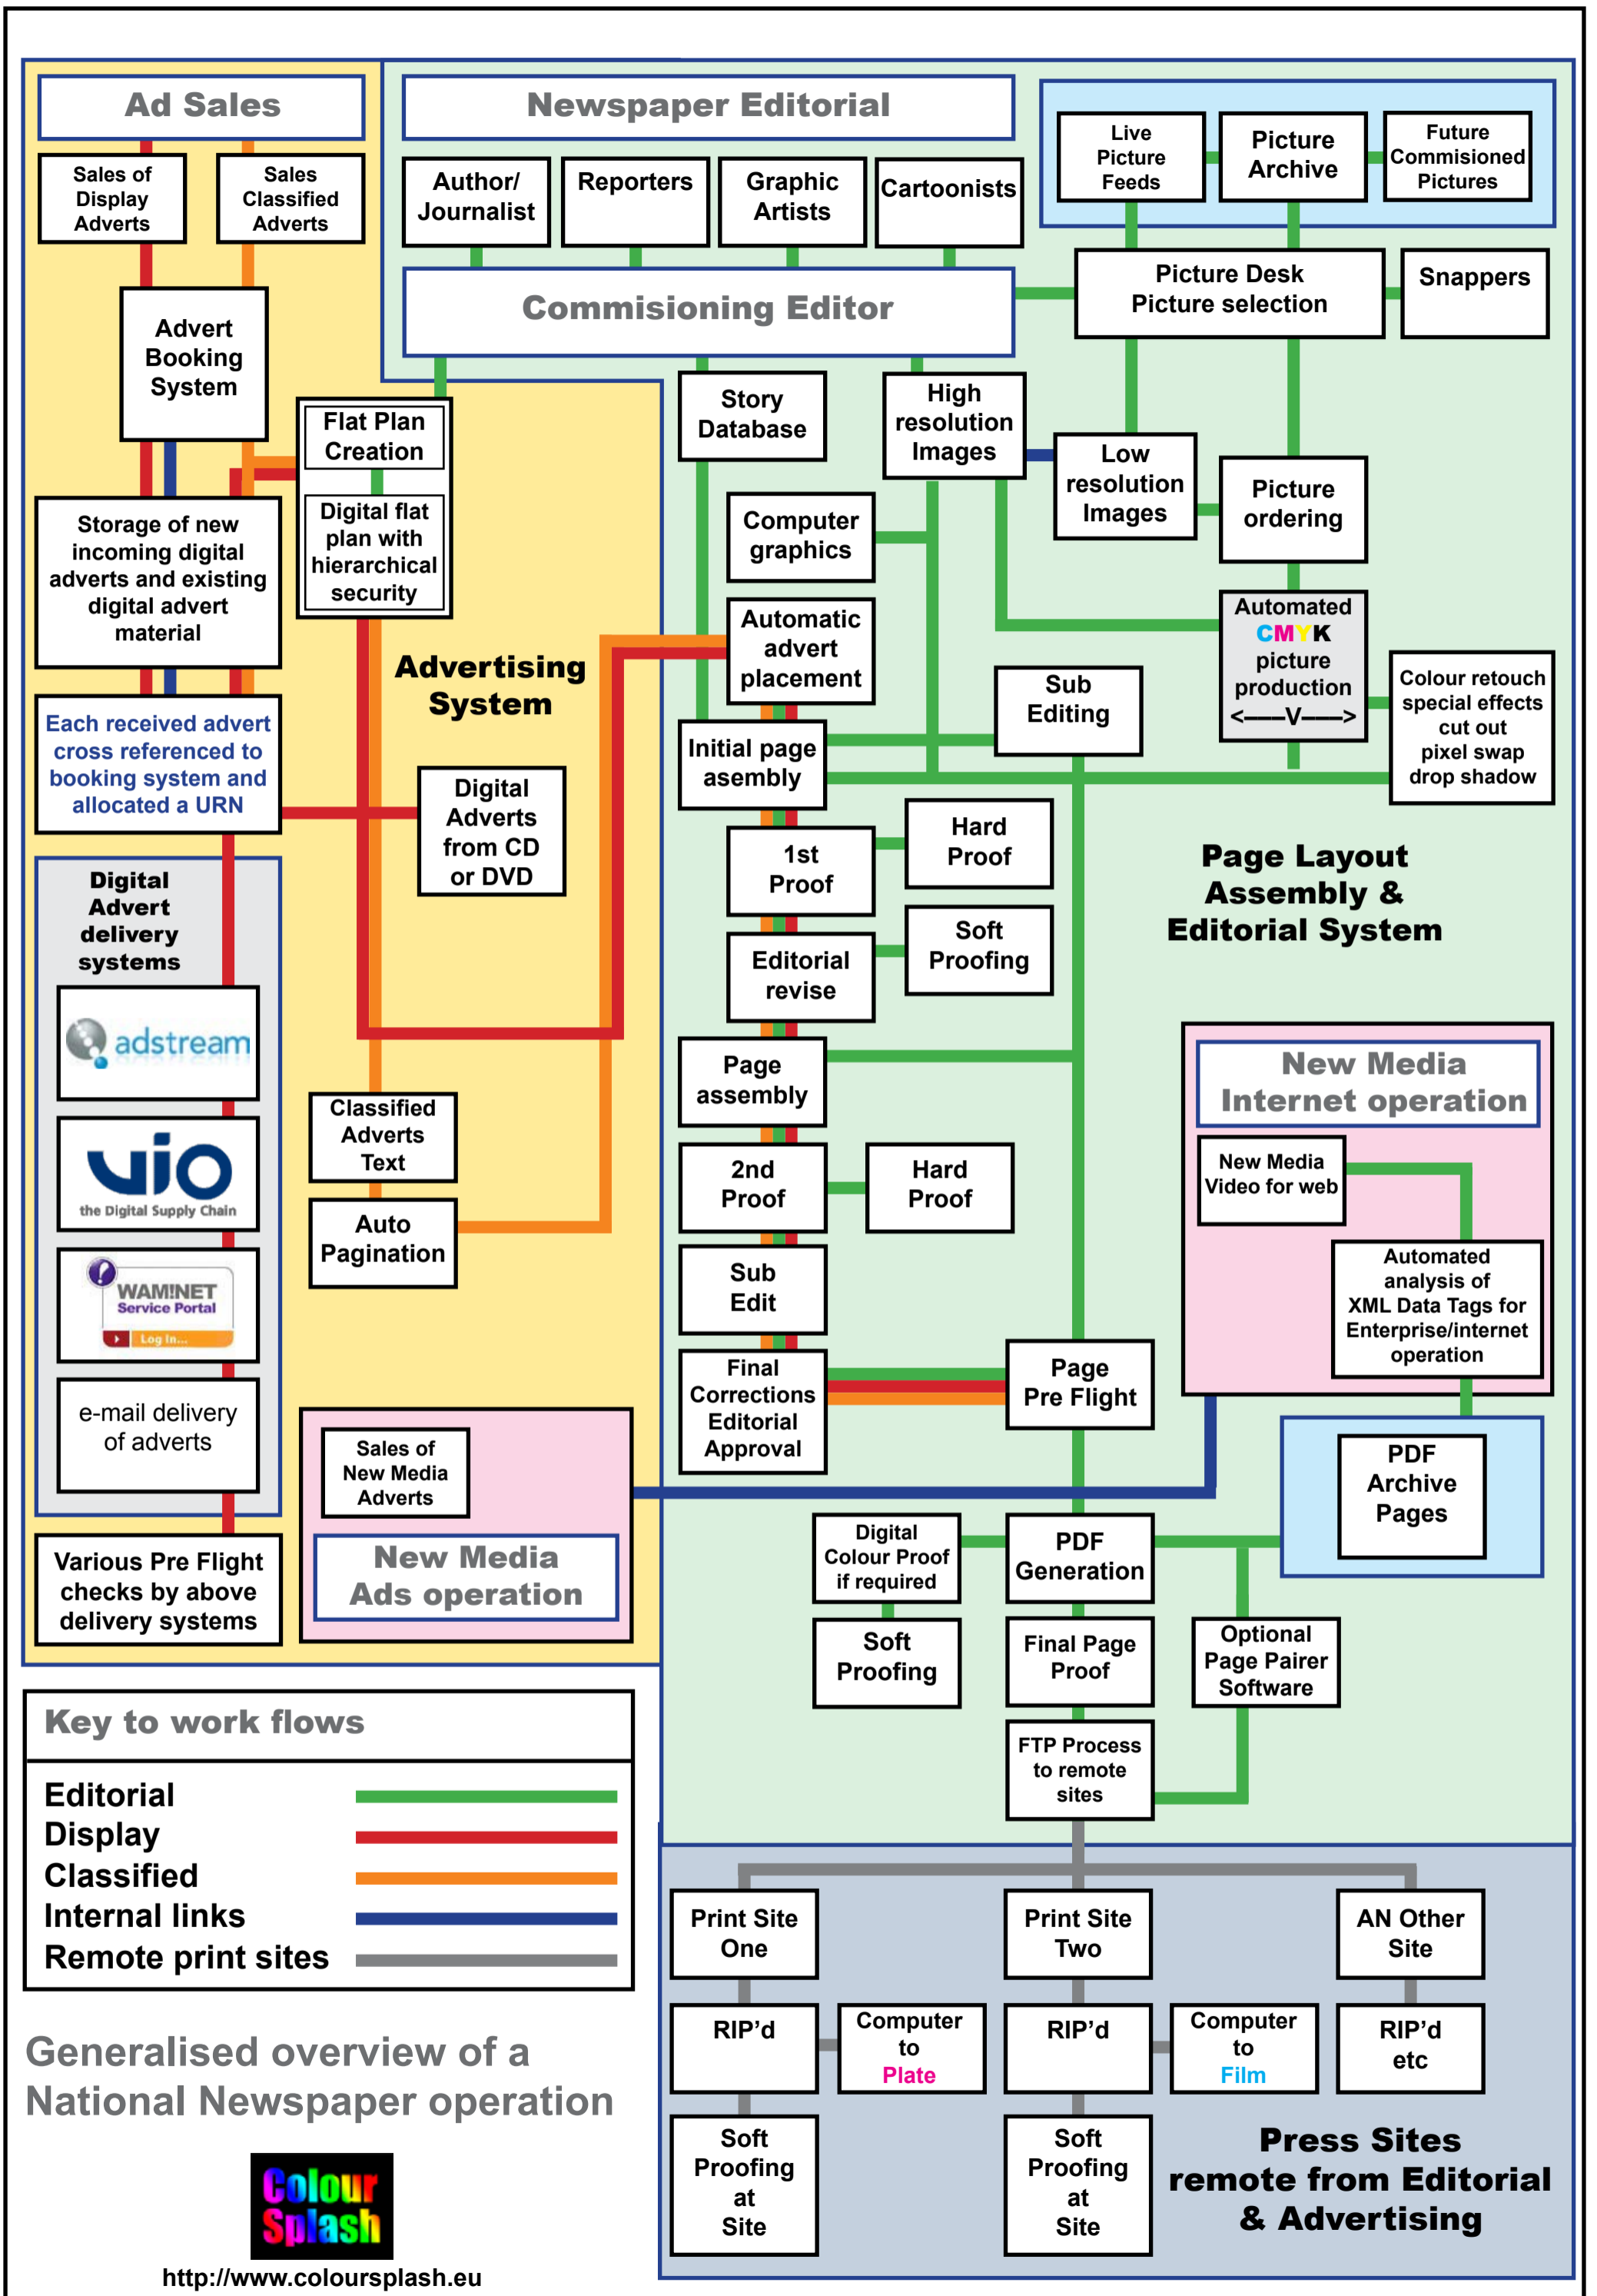 Ad Sales
Sales of
Display
Adverts
Sales
Classified
Adverts
Advert
Booking
System
Flat Plan
Creation
Digital flat
plan with
hierarchical
security
Storage of new
incoming digital
adverts and existing
digital advert
material
Each received advert
cross referenced to
booking system and
allocated a URN
Advertising
System
Digital
Adverts
from CD
or DVD
Digital
Advert
delivery
systems
adstream
vio
the Digital Supply Chain
WAM!NET
Service Portal
Log In...
e-mail delivery
of adverts
Various Pre Flight
checks by above
delivery systems
Classified
Adverts
Text
Auto
Pagination
Sales of
New Media
Adverts
New Media
Ads operation
Newspaper Editorial
Author/
Journalist
Reporters
Graphic
Artists
Cartoonists
Commisioning Editor
Live
Picture
Feeds
Picture
Archive
Future
Commisioned
Pictures
Picture Desk
Picture selection
Snappers
Story
Database
High
resolution
Images
Low
resolution
Images
Picture
ordering
Computer
graphics
Automatic
advert
placement
Automated
CMYK
picture
production
<—–V—–>
Colour retouch
special effects
cut out
pixel swap
drop shadow
Sub
Editing
Initial page
asembly
1st
Proof
Hard
Proof
Editorial
revise
Soft
Proofing
Page Layout
Assembly &
Editorial System
Page
assembly
2nd
Proof
Hard
Proof
Sub
Edit
Final
Corrections
Editorial
Approval
Page
Pre Flight
New Media
Internet operation
New Media
Video for web
Automated
analysis of
XML Data Tags for
Enterprise/internet
operation
PDF
Archive
Pages
Digital
Colour Proof
if required
PDF
Generation
Soft
Proofing
Final Page
Proof
Optional
Page Pairer
Software
FTP Process
to remote
sites
Key to work flows
Editorial
Display
Classified
Internal links
Remote print sites
Print Site
One
Print Site
Two
AN Other
Site
RIP’d
Computer
to
Plate
RIP’d
Computer
to
Film
RIP’d
etc
Soft
Proofing
at
Site
Soft
Proofing
at
Site
Press Sites
remote from Editorial
& Advertising
Generalised overview of a
National Newspaper operation
Colour
Splash
http://www.coloursplash.eu